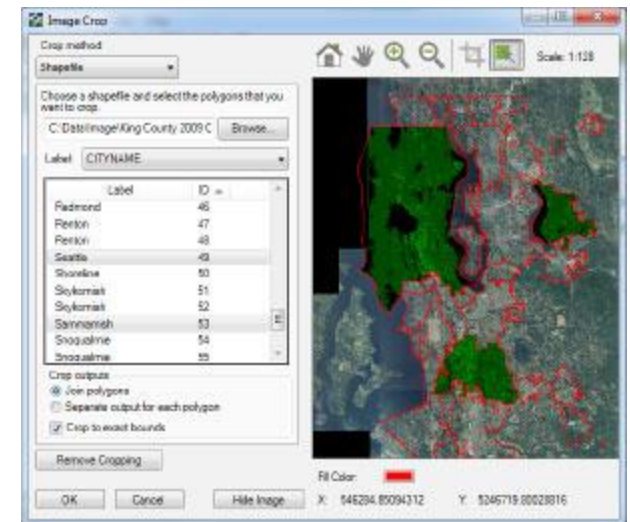 Image Crop
Crop method
Shapefile
Choose a shapefile and select the polygons that you
want to crop.
C:\Data\Image\King County 2009 C
Browse...
Label CITYNAME
Label ID
Redmond 46
Renton 47
Renton 48
Seattle 49
Shoreline 50
Skykomish 51
Skykomish 52
Sammamish 53
Snoqualmie 54
Snoqualmie 55
Crop outputs
Join polygons
Separate output for each polygon
Crop to exact bounds
Remove Cropping
OK Cancel Hide Image
Scale: 1:128
Fill Color:
X: 546284.85094312 Y: 5246719.80028816